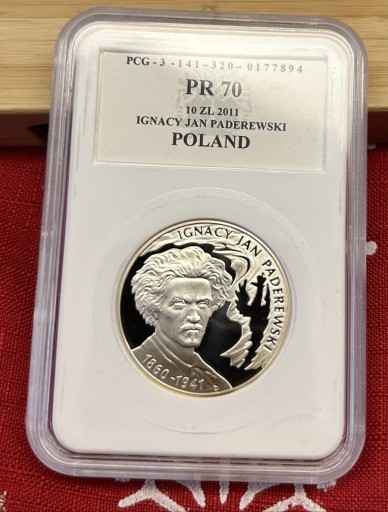 PCG-3-141-320-0177894
PR 70
10 ZL 2011
IGNACY JAN PADEREWSKI
POLAND
IGNACY JAN PADEREWSKI
1860-1941